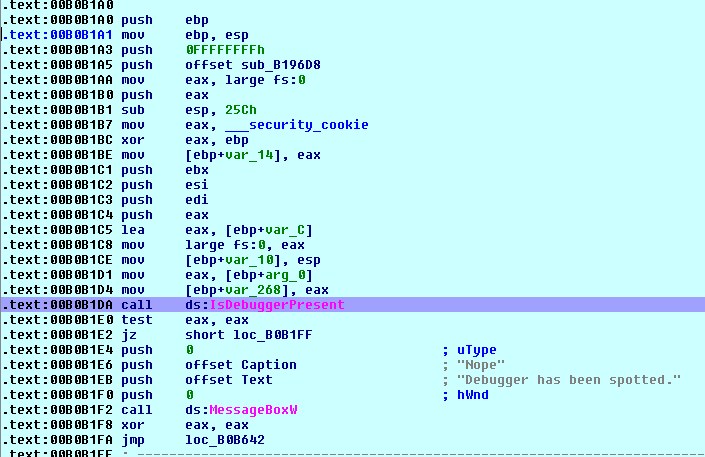 .text:00B0B1A0
.text:00B0B1A0 push ebp
.text:00B0B1A1 mov ebp, esp
.text:00B0B1A3 push 0FFFFFFFFh
.text:00B0B1A5 push offset sub_B196D8
.text:00B0B1AA mov eax, large fs:0
.text:00B0B1B0 push eax
.text:00B0B1B1 sub esp, 25Ch
.text:00B0B1B7 mov eax, ___security_cookie
.text:00B0B1BC xor eax, ebp
.text:00B0B1BE mov [ebp+var_14], eax
.text:00B0B1C1 push ebx
.text:00B0B1C2 push esi
.text:00B0B1C3 push edi
.text:00B0B1C4 push eax
.text:00B0B1C5 lea eax, [ebp+var_C]
.text:00B0B1C8 mov large fs:0, eax
.text:00B0B1CE mov [ebp+var_10], esp
.text:00B0B1D1 mov eax, [ebp+arg_0]
.text:00B0B1D4 mov [ebp+var_268], eax
.text:00B0B1DA call ds:IsDebuggerPresent
.text:00B0B1E0 test eax, eax
.text:00B0B1E2 jz short loc_B0B1FF
.text:00B0B1E4 push 0 ; uType
.text:00B0B1E6 push offset Caption ; "Nope"
.text:00B0B1EB push offset Text ; "Debugger has been spotted."
.text:00B0B1F0 push 0 ; hWnd
.text:00B0B1F2 call ds:MessageBoxW
.text:00B0B1F8 xor eax, eax
.text:00B0B1FA jmp loc_B0B642